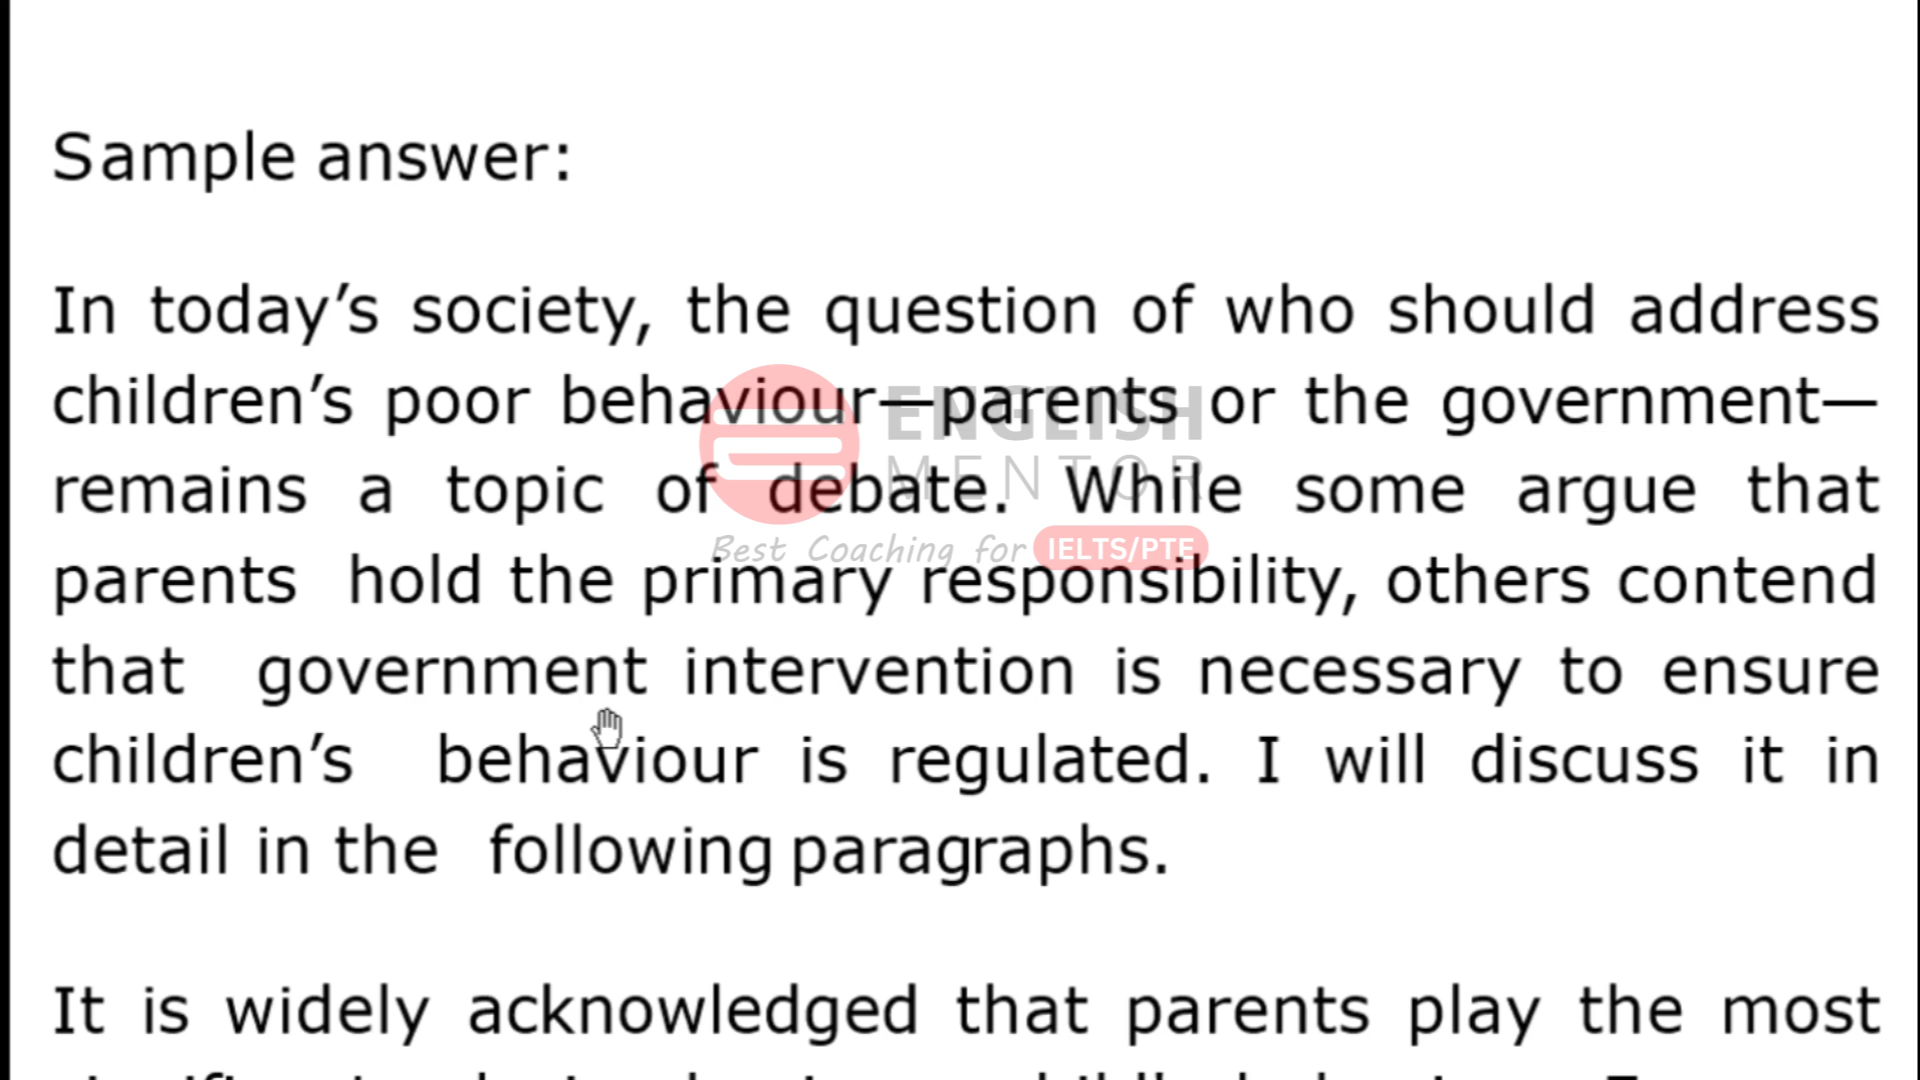 Sample answer:
In today’s society, the question of who should address
children’s poor behaviour—parents or the government—
remains a topic of debate. While some argue that
parents hold the primary responsibility, others contend
that government intervention is necessary to ensure
children’s behaviour is regulated. I will discuss it in
detail in the following paragraphs.
It is widely acknowledged that parents play the most
ENGLISH
MENTOR
Best Coaching for IELTS/PTE